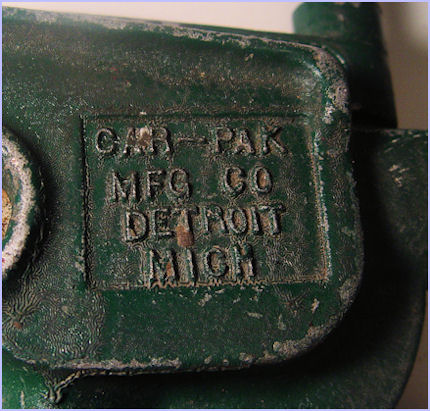 CAR-PAK
MFG CO
DETROIT
MICH